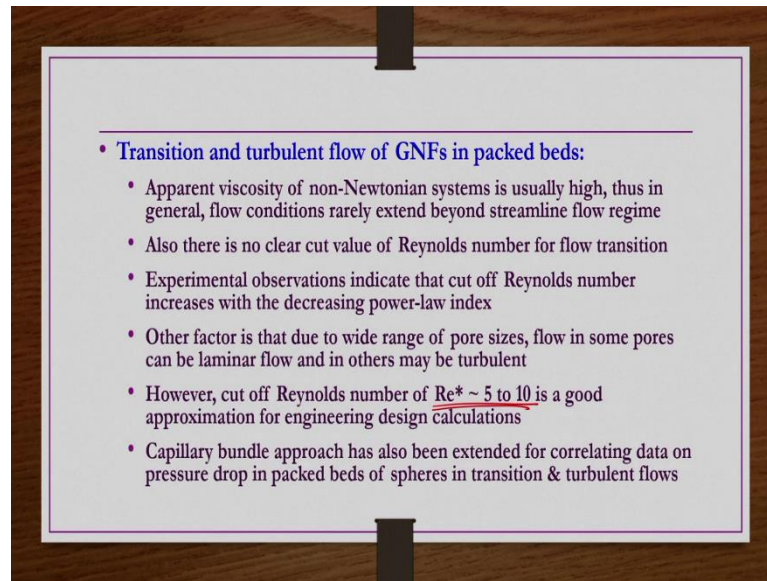 • Transition and turbulent flow of GNFs in packed beds:
• Apparent viscosity of non-Newtonian systems is usually high, thus in
general, flow conditions rarely extend beyond streamline flow regime
• Also there is no clear cut value of Reynolds number for flow transition
• Experimental observations indicate that cut off Reynolds number
increases with the decreasing power-law index
• Other factor is that due to wide range of pore sizes, flow in some pores
can be laminar flow and in others may be turbulent
• However, cut off Reynolds number of Re* ~ 5 to 10 is a good
approximation for engineering design calculations
• Capillary bundle approach has also been extended for correlating data on
pressure drop in packed beds of spheres in transition & turbulent flows